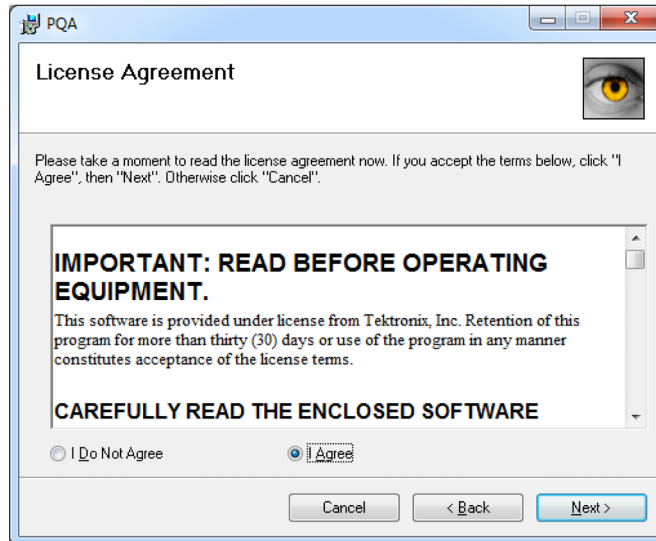 PQA
License Agreement
Please take a moment to read the license agreement now. If you accept the terms below, click "I
Agree", then "Next". Otherwise click "Cancel".
IMPORTANT: READ BEFORE OPERATING
EQUIPMENT.
This software is provided under license from Tektronix, Inc. Retention of this
program for more than thirty (30) days or use of the program in any manner
constitutes acceptance of the license terms.
CAREFULLY READ THE ENCLOSED SOFTWARE
I Do Not Agree
I Agree
Cancel
< Back
Next >